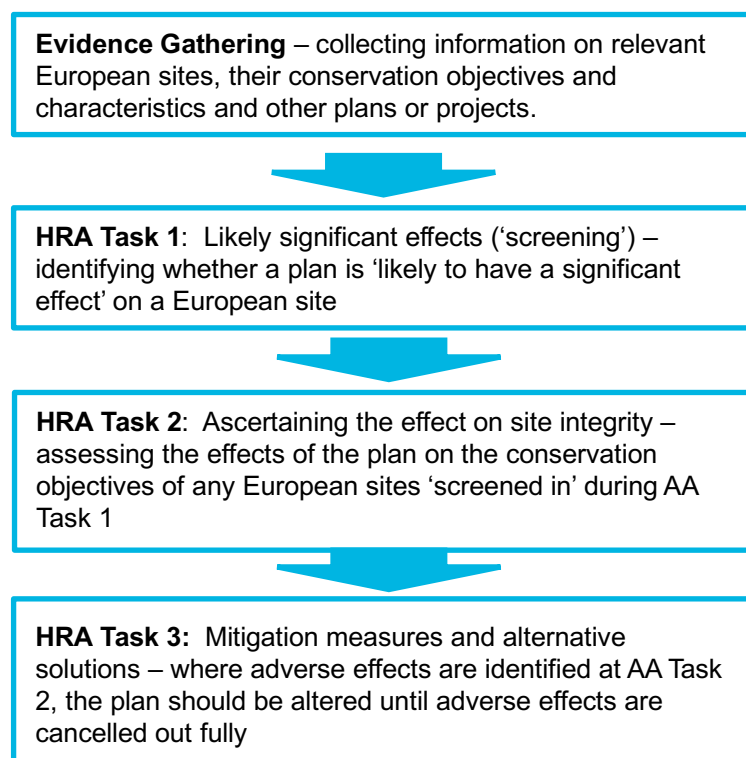 Evidence Gathering – collecting information on relevant
European sites, their conservation objectives and
characteristics and other plans or projects.
HRA Task 1:  Likely significant effects (‘screening’) –
identifying whether a plan is ‘likely to have a significant
effect’ on a European site
HRA Task 2:  Ascertaining the effect on site integrity –
assessing the effects of the plan on the conservation
objectives of any European sites ‘screened in’ during AA
Task 1
HRA Task 3:  Mitigation measures and alternative
solutions – where adverse effects are identified at AA Task
2, the plan should be altered until adverse effects are
cancelled out fully